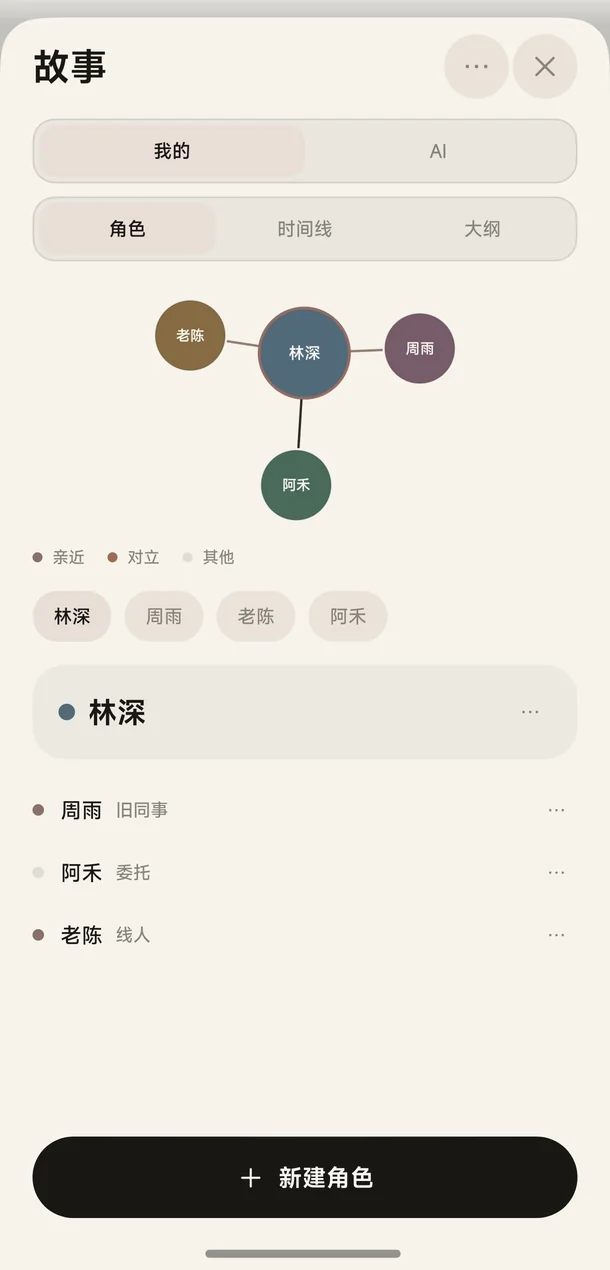 故事
我的 AI
角色 时间线 大纲
老陈 林深 周雨
阿禾
亲近 对立 其他
林深 周雨 老陈 阿禾
林深
周雨 旧同事
阿禾 委托
老陈 线人
新建角色